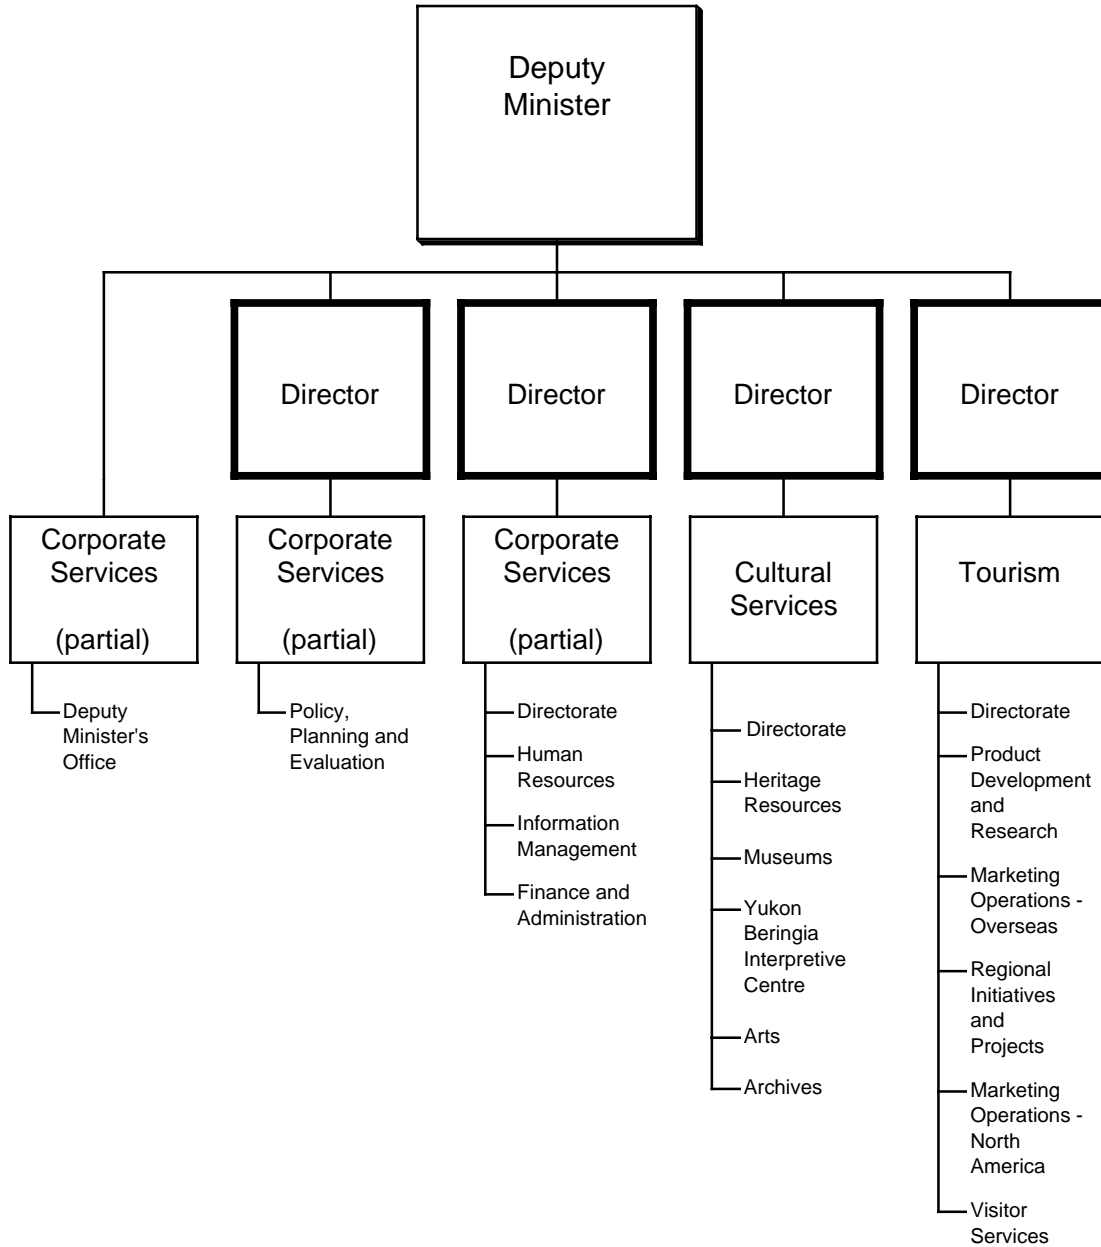 Deputy
Minister
Director
Director
Director
Director
Corporate
Services
(partial)
Corporate
Services
(partial)
Corporate
Services
(partial)
Cultural
Services
Tourism
Deputy
Minister's
Office
Policy,
Planning and
Evaluation
Directorate
Human
Resources
Information
Management
Finance and
Administration
Directorate
Heritage
Resources
Museums
Yukon
Beringia
Interpretive
Centre
Arts
Archives
Directorate
Product
Development
and
Research
Marketing
Operations -
Overseas
Regional
Initiatives
and
Projects
Marketing
Operations -
North
America
Visitor
Services